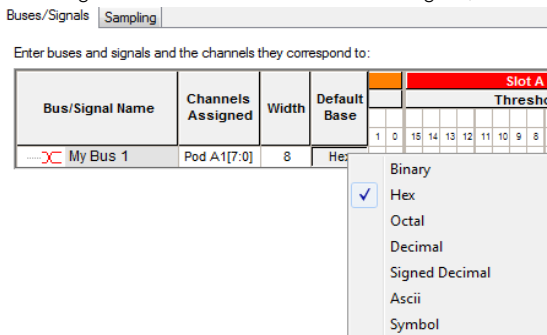 Buses/Signals Sampling
Enter buses and signals and the channels they correspond to:
Bus/Signal Name Channels Assigned Width Default Base
Slot A
1 0 15 14 13 12 11 10 9 8
My Bus 1 Pod A1[7:0] 8 Hex
Binary
Hex
Octal
Decimal
Signed Decimal
Ascii
Symbol